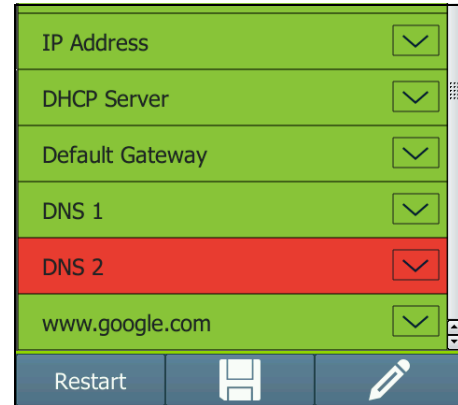 IP Address
DHCP Server
Default Gateway
DNS 1
DNS 2
www.google.com
Restart